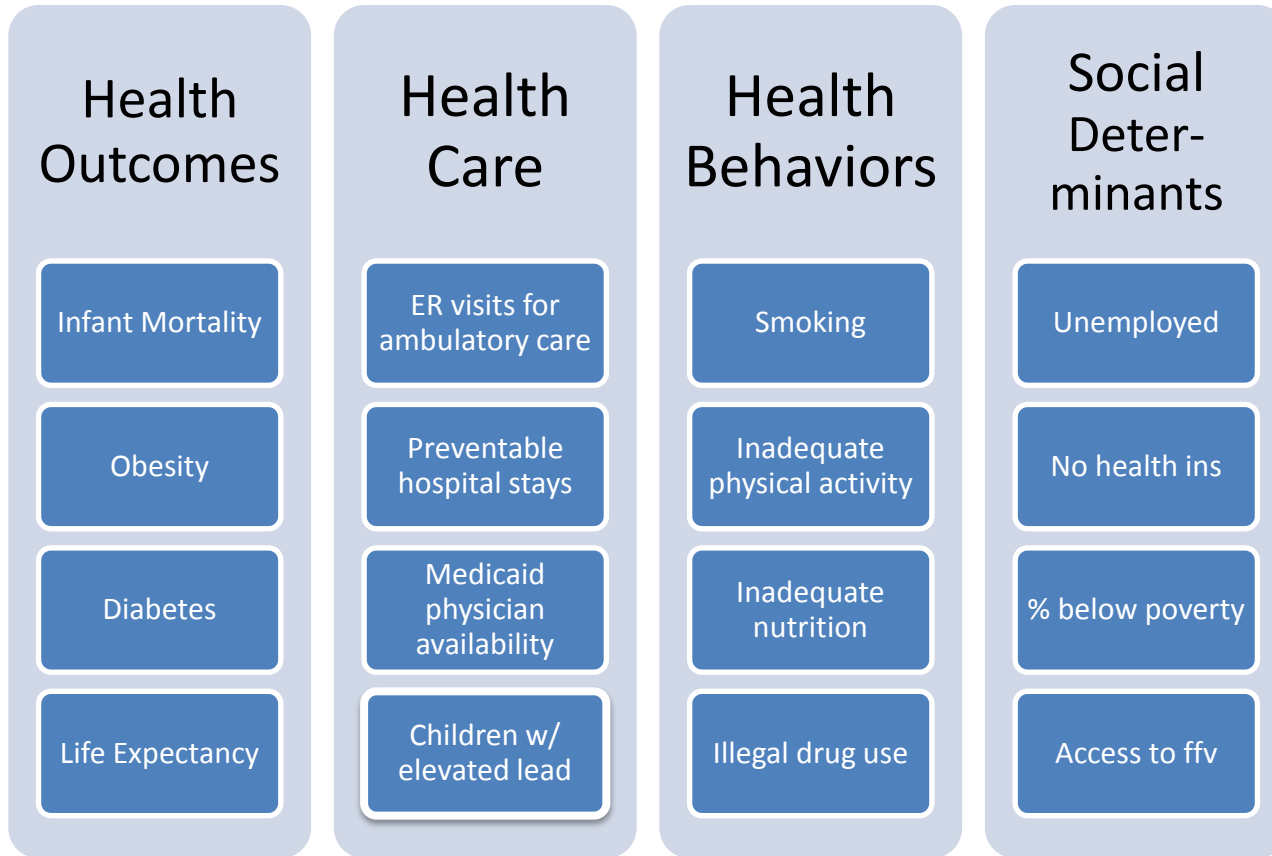 Health
Outcomes
Infant Mortality
Obesity
Diabetes
Life Expectancy
Health
Care
ER visits for
ambulatory care
Preventable
hospital stays
Medicaid
physician
availability
Children w/
elevated lead
Health
Behaviors
Smoking
Inadequate
physical activity
Inadequate
nutrition
Illegal drug use
Social
Deter-
minants
Unemployed
No health ins
% below poverty
Access to ffv